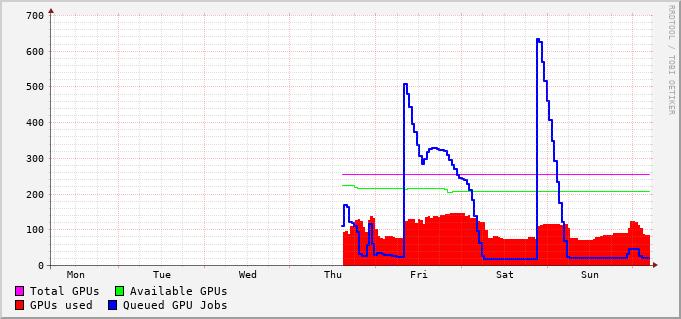 700
600
500
400
300
200
100
0
Mon Tue Wed Thu Fri Sat Sun
Total GPUs Available GPUs
GPUs used Queued GPU Jobs
RRDTOOL / TOBI OETIKER